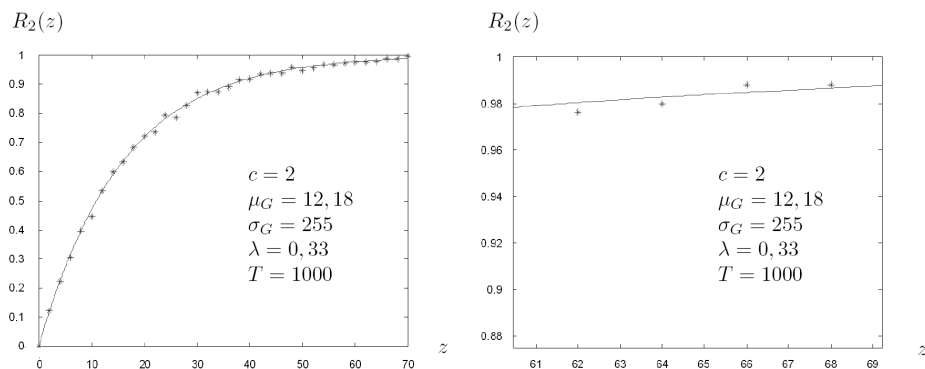 R₂(z)
1
0.9
0.8
0.7
0.6
0.5
0.4
0.3
0.2
0.1
0
0 10 20 30 40 50 60 70
z
c = 2
μ_G = 12, 18
σ_G = 255
λ = 0, 33
T = 1000
R₂(z)
1
0.98
0.96
0.94
0.92
0.9
0.88
61 62 63 64 65 66 67 68 69
z
c = 2
μ_G = 12, 18
σ_G = 255
λ = 0, 33
T = 1000